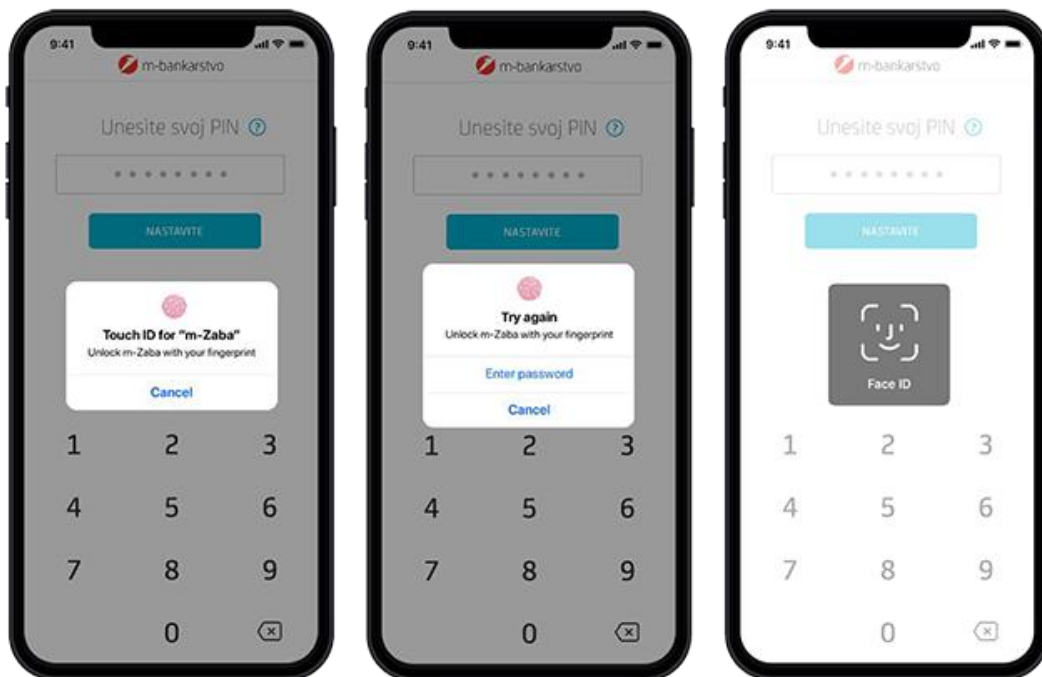 9:41
m-bankarstvo
Unesite svoj PIN ?
NASTAVITE
Touch ID for "m-Zaba"
Unlock m-Zaba with your fingerprint
Cancel
1 2 3
4 5 6
7 8 9
0
9:41
m-bankarstvo
Unesite svoj PIN ?
NASTAVITE
Try again
Unlock m-Zaba with your fingerprint
Enter password
Cancel
1 2 3
4 5 6
7 8 9
0
9:41
m-bankarstvo
Unesite svoj PIN ?
NASTAVITE
Face ID
1 2 3
4 5 6
7 8 9
0